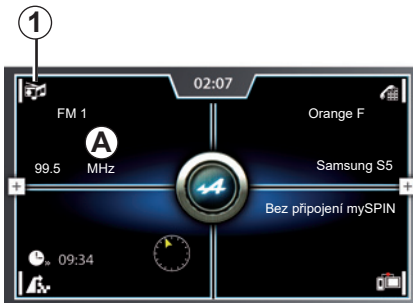 1
02:07
FM 1
Orange F
A
99.5 MHz
Samsung S5
Bez připojení mySPIN
09:34